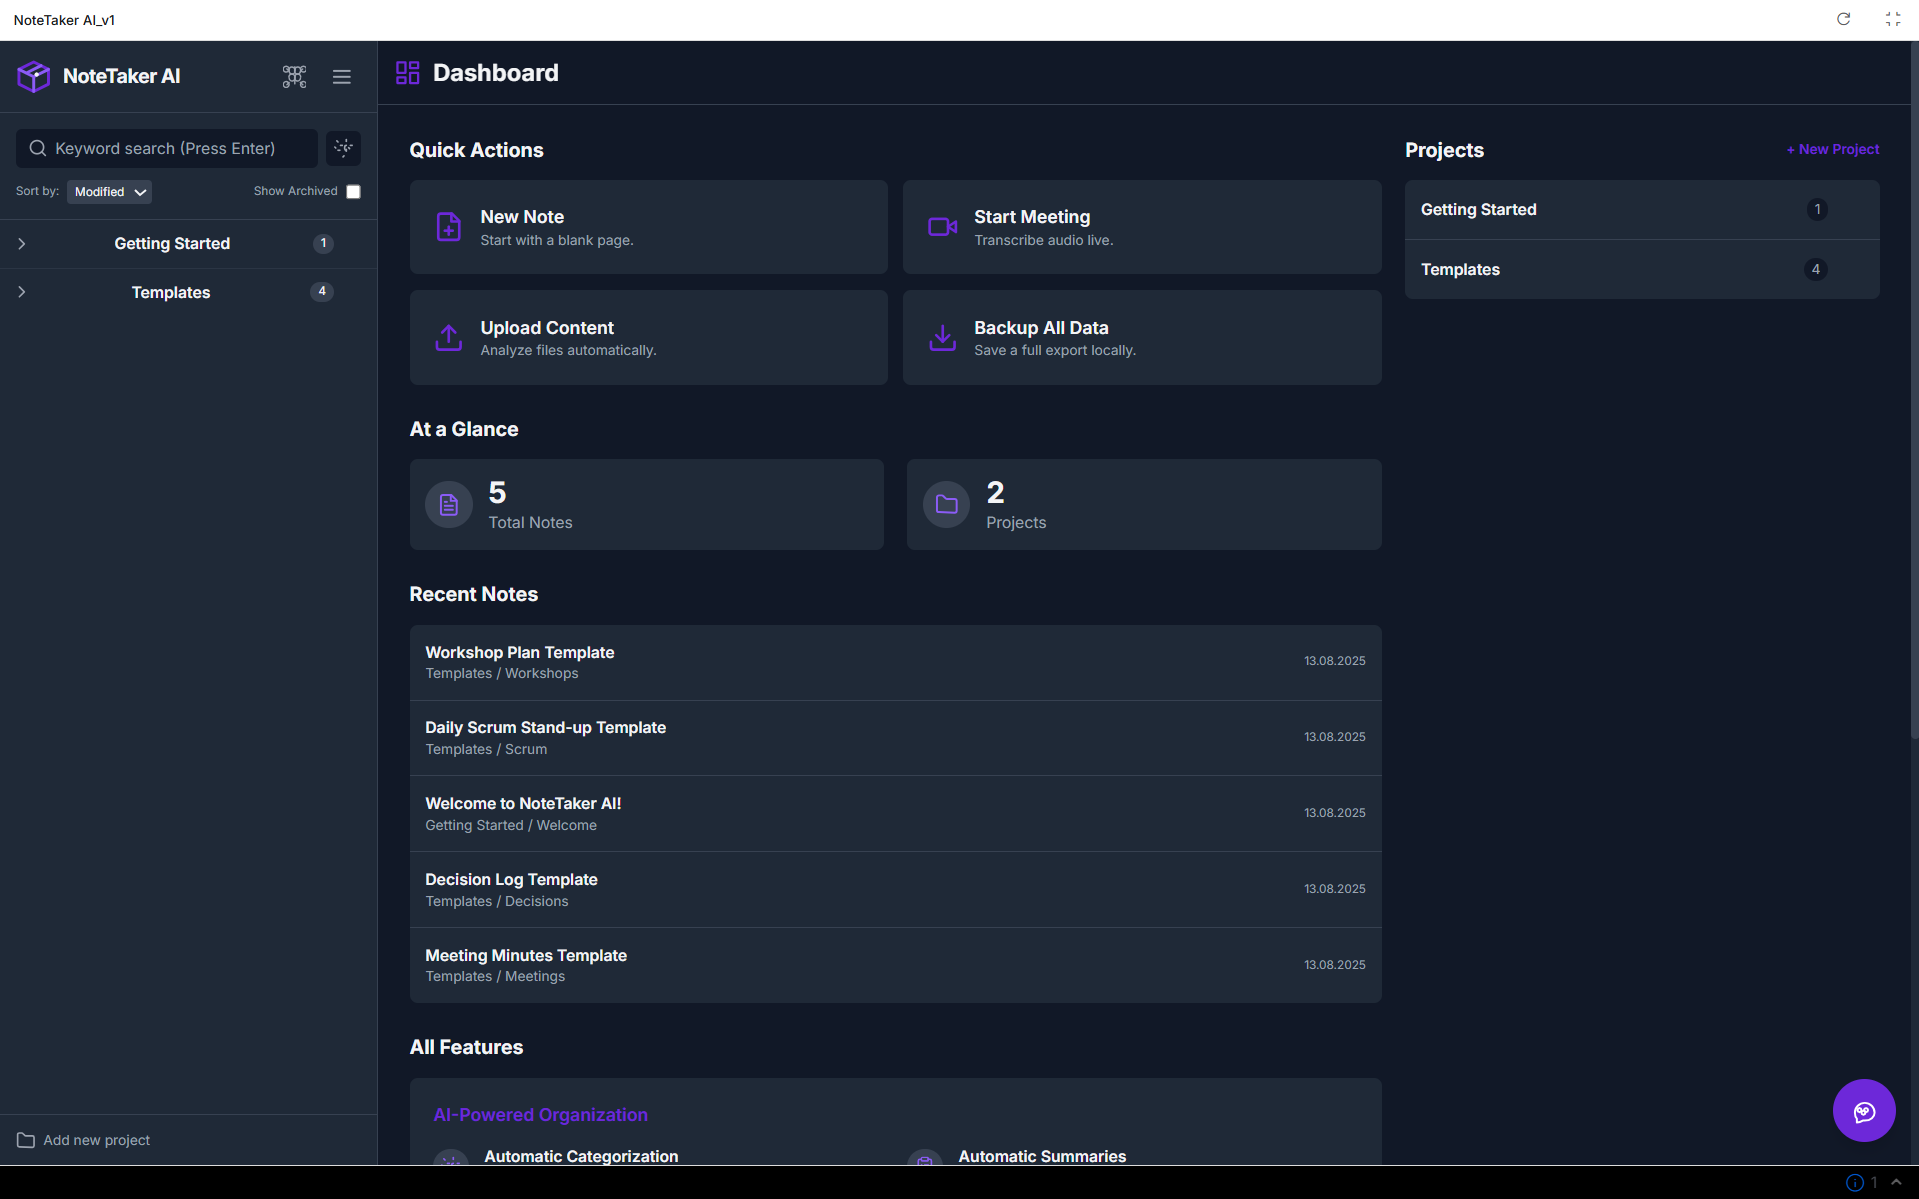 NoteTaker AI_v1
NoteTaker AI
Keyword search (Press Enter)
Sort by: Modified
Show Archived
Getting Started 1
Templates 4
Add new project
Dashboard
Quick Actions
New Note
Start with a blank page.
Start Meeting
Transcribe audio live.
Upload Content
Analyze files automatically.
Backup All Data
Save a full export locally.
At a Glance
5
Total Notes
2
Projects
Recent Notes
Workshop Plan Template
Templates / Workshops
13.08.2025
Daily Scrum Stand-up Template
Templates / Scrum
13.08.2025
Welcome to NoteTaker AI!
Getting Started / Welcome
13.08.2025
Decision Log Template
Templates / Decisions
13.08.2025
Meeting Minutes Template
Templates / Meetings
13.08.2025
All Features
AI-Powered Organization
Automatic Categorization
Automatic Summaries
Projects
+ New Project
Getting Started 1
Templates 4
1